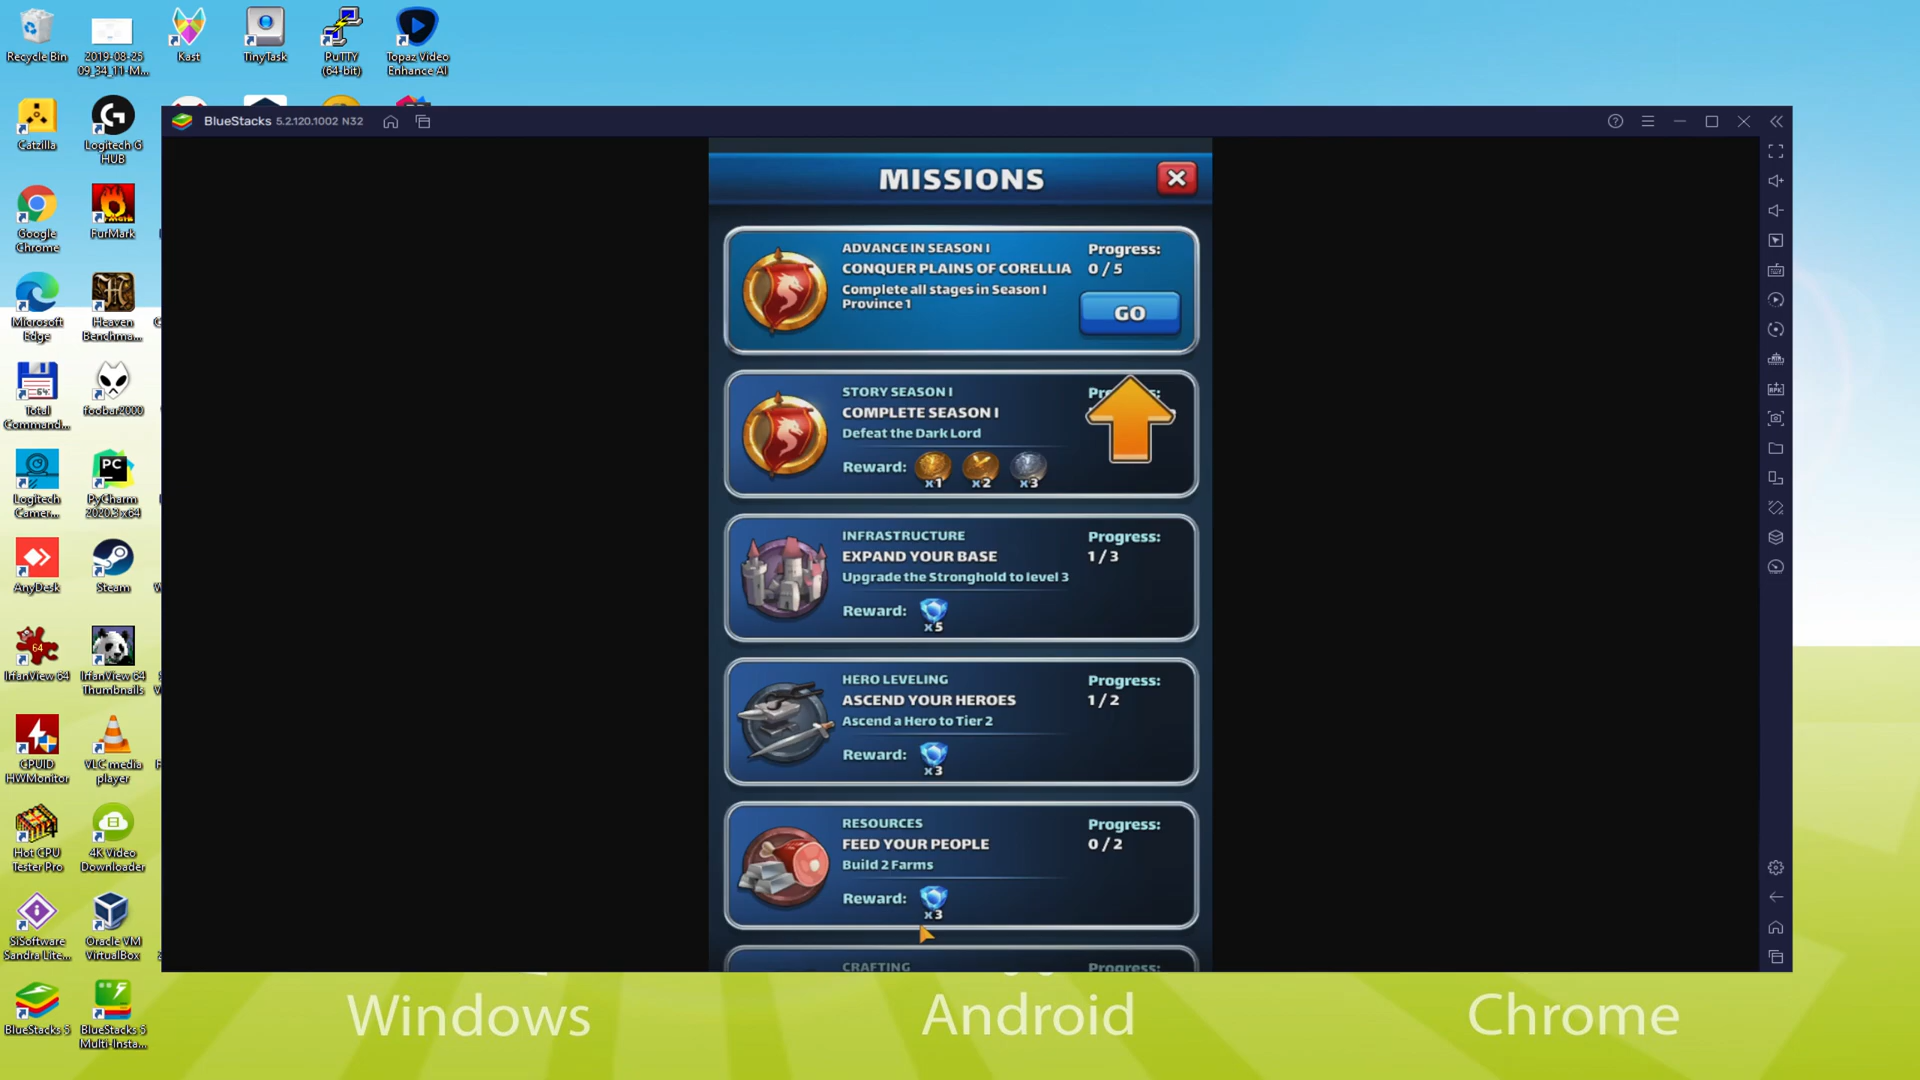 Recycle Bin
2019-08-25
09_34_11-M...
Kast
TinyTask
PuTTY
(64-bit)
Topaz Video
Enhance AI
Catzilla
Logitech G
HUB
Google
Chrome
FurMark
Microsoft
Edge
Heaven
Benchma...
Total
Command...
foobar2000
Logitech
Camer...
PyCharm
2020.3 x64
AnyDesk
Steam
IrfanView 64
IrfanView 64
Thumbnails
CPUID
HWMonitor
VLC media
player
Hot CPU
Tester Pro
4K Video
Downloader
SiSoftware
Sandra Lite...
Oracle VM
VirtualBox
BlueStacks 5
BlueStacks 5
Multi-Insta...
BlueStacks 5.2.120.1002 N32
MISSIONS
ADVANCE IN SEASON I
CONQUER PLAINS OF CORELLIA
Complete all stages in Season I
Province 1
Progress:
0 / 5
GO
STORY SEASON I
COMPLETE SEASON I
Defeat the Dark Lord
Reward:
x1
x2
x3
INFRASTRUCTURE
EXPAND YOUR BASE
Upgrade the Stronghold to level 3
Reward:
x5
Progress:
1 / 3
HERO LEVELING
ASCEND YOUR HEROES
Ascend a Hero to Tier 2
Reward:
x3
Progress:
1 / 2
RESOURCES
FEED YOUR PEOPLE
Build 2 Farms
Reward:
x3
Progress:
0 / 2
CRAFTING
Progress:
Windows
Android
Chrome